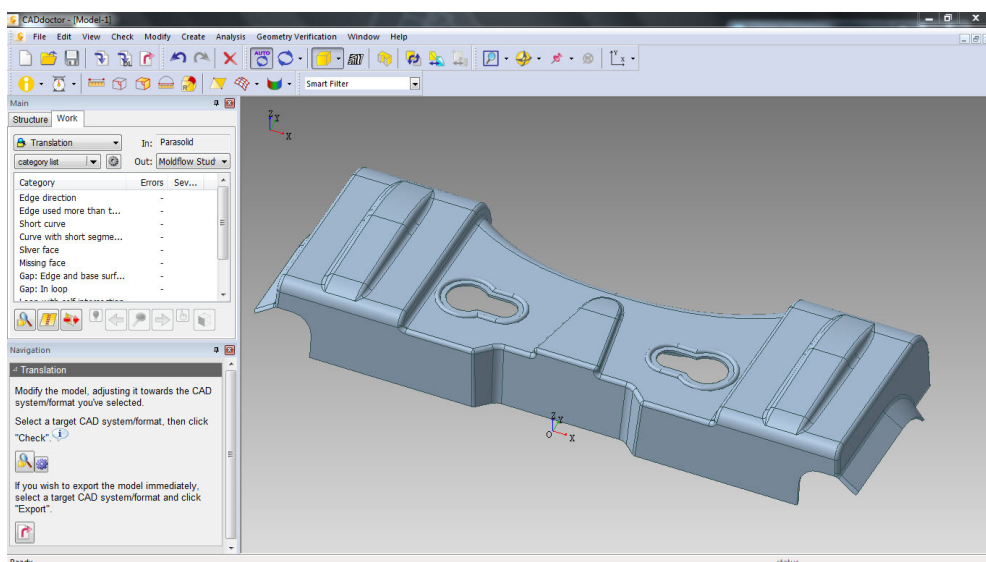 CADdoctor - [Model-1]
File Edit View Check Modify Create Analysis Geometry Verification Window Help
AUTO
Smart Filter
Main
Structure Work
Translation In: Parasolid
category list Out: Moldflow Stud
Category Errors Sev...
Edge direction -
Edge used more than t... -
Short curve -
Curve with short segme... -
Sliver face -
Missing face -
Gap: Edge and base surf... -
Gap: In loop -
Navigation
Translation
Modify the model, adjusting it towards the CAD
system/format you've selected.
Select a target CAD system/format, then click
"Check".
If you wish to export the model immediately,
select a target CAD system/format and click
"Export".
Z Y
X
Z Y
O X
Ready
status